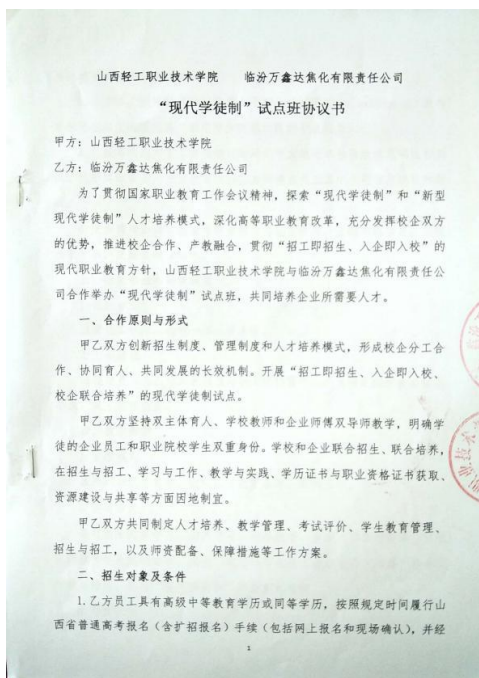 山西轻工职业技术学院　　临汾万鑫达焦化有限责任公司
“现代学徒制”试点班协议书
甲方：山西轻工职业技术学院
乙方：临汾万鑫达焦化有限责任公司
为了贯彻国家职业教育工作会议精神，探索“现代学徒制”和“新型
现代学徒制”人才培养模式，深化高等职业教育改革，充分发挥校企双方
的优势，推进校企合作、产教融合，贯彻“招工即招生、入企即入校”的
现代职业教育方针，山西轻工职业技术学院与临汾万鑫达焦化有限责任公
司合作举办“现代学徒制”试点班，共同培养企业所需要人才。
一、合作原则与形式
甲乙双方创新招生制度、管理制度和人才培养模式，形成校企分工合
作、协同育人、共同发展的长效机制。开展“招工即招生、入企即入校、
校企联合培养”的现代学徒制试点。
甲乙双方坚持双主体育人、学校教师和企业师傅双导师教学，明确学
徒的企业员工和职业院校学生双重身份。学校和企业联合招生、联合培养，
在招生与招工、学习与工作、教学与实践、学历证书与职业资格证书获取、
资源建设与共享等方面因地制宜。
甲乙双方共同制定人才培养、教学管理、考试评价、学生教育管理、
招生与招工，以及师资配备、保障措施等工作方案。
二、招生对象及条件
1.乙方员工具有高级中等教育学历或同等学历，按照规定时间履行山
西省普通高考报名（含扩招报名）手续（包括网上报名和现场确认），并经
1
业技术学